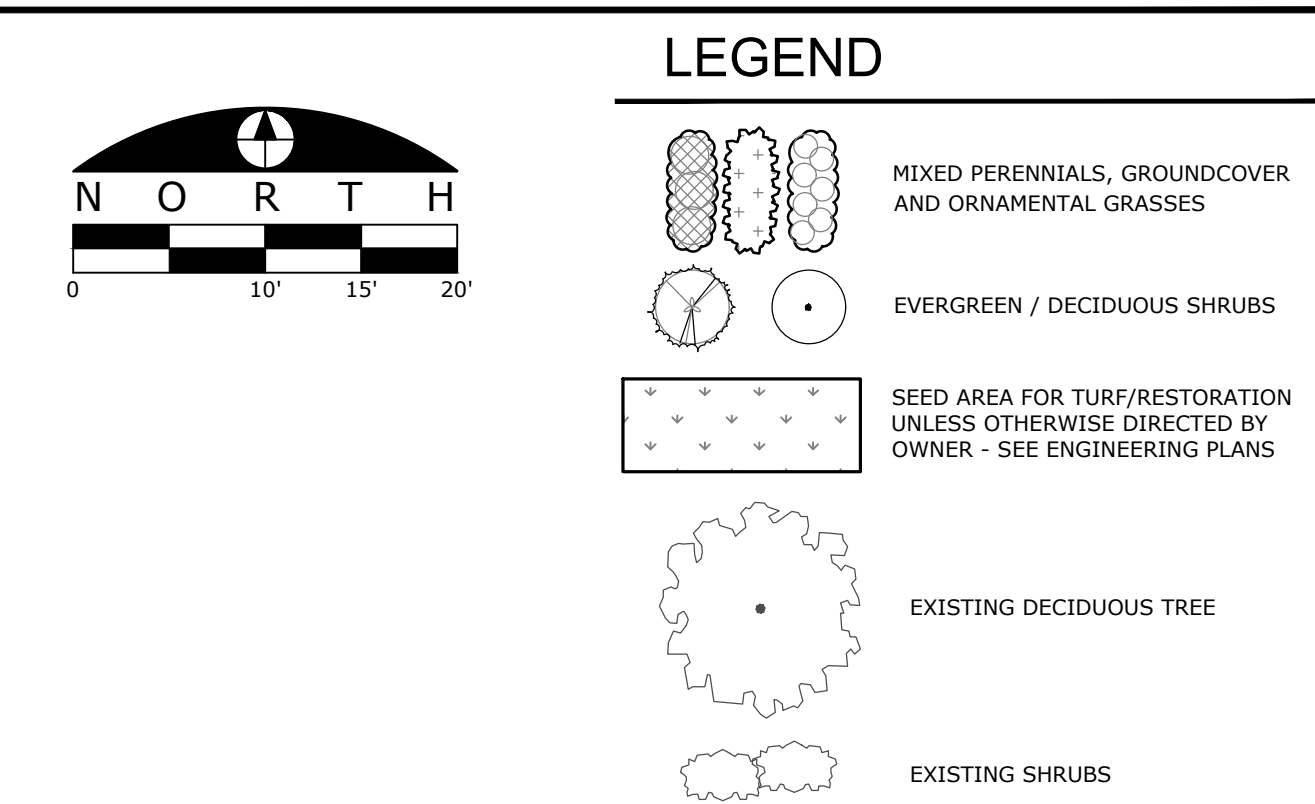 N O R T H
0 10' 15' 20'
LEGEND
MIXED PERENNIALS, GROUNDCOVER
AND ORNAMENTAL GRASSES
EVERGREEN / DECIDUOUS SHRUBS
SEED AREA FOR TURF/RESTORATION
UNLESS OTHERWISE DIRECTED BY
OWNER - SEE ENGINEERING PLANS
EXISTING DECIDUOUS TREE
EXISTING SHRUBS